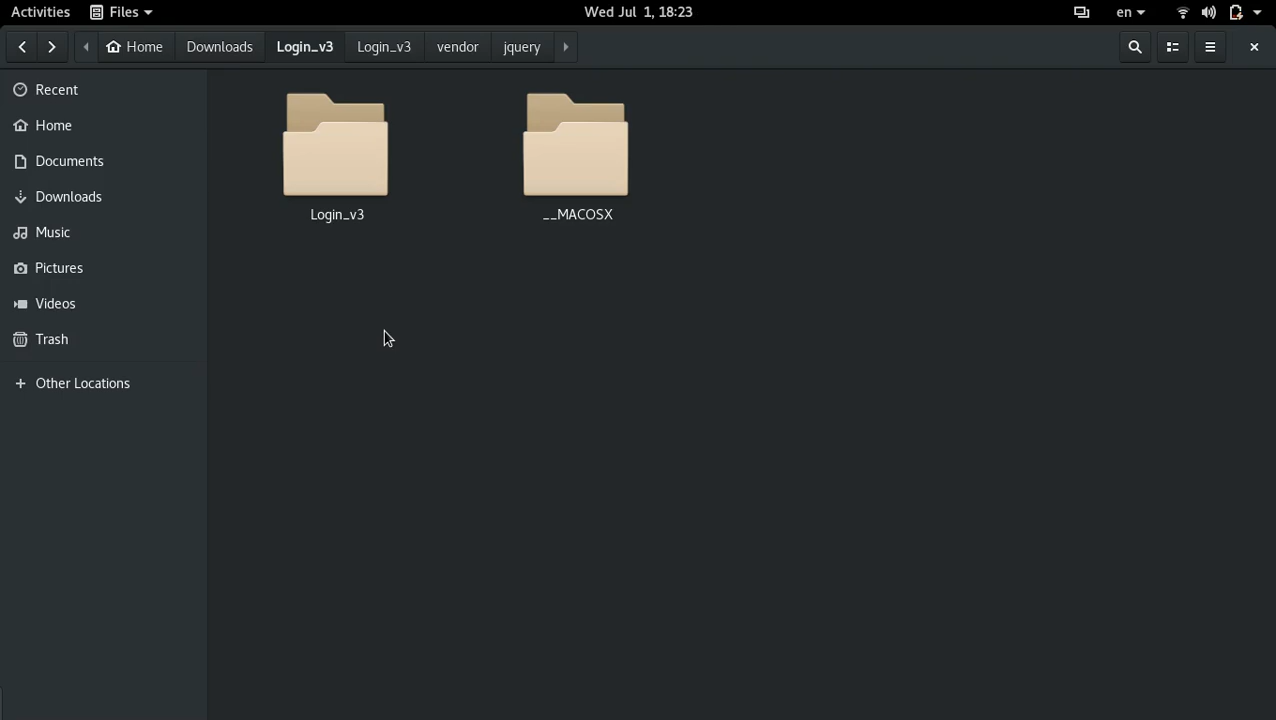 Activities Files Wed Jul 1, 18:23 en
Home Downloads Login_v3 Login_v3 vendor jquery
Recent
Home
Documents
Downloads
Music
Pictures
Videos
Trash
Other Locations
Login_v3 __MACOSX